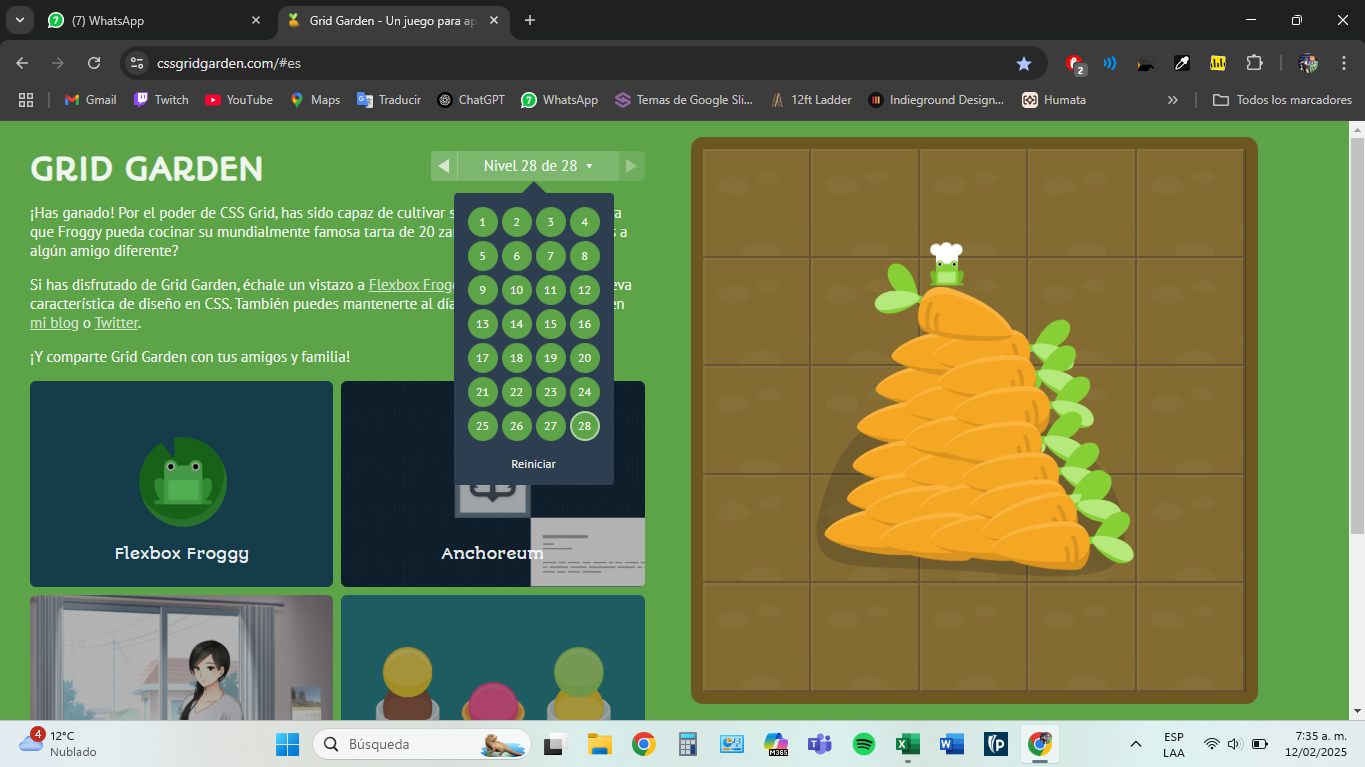 (7) WhatsApp
Grid Garden - Un juego para ap
cssgridgarden.com/#es
2
Gmail
Twitch
YouTube
Maps
Traducir
ChatGPT
WhatsApp
Temas de Google Sli...
12ft Ladder
Indieground Design...
Humata
Todos los marcadores
GRID GARDEN
Nivel 28 de 28
¡Has ganado! Por el poder de CSS Grid, has sido capaz de cultivar
que Froggy pueda cocinar su mundialmente famosa tarta de 20
algún amigo diferente?
Si has disfrutado de Grid Garden, échale un vistazo a Flexbox
característica de diseño en CSS. También puedes mantenerte al día
mi blog o Twitter.
¡Y comparte Grid Garden con tus amigos y familia!
1 2 3 4
5 6 7 8
9 10 11 12
13 14 15 16
17 18 19 20
21 22 23 24
25 26 27 28
Reiniciar
Flexbox Froggy
Anchoreum
4
12°C
Nublado
Búsqueda
M365
ESP
LAA
7:35 a. m.
12/02/2025